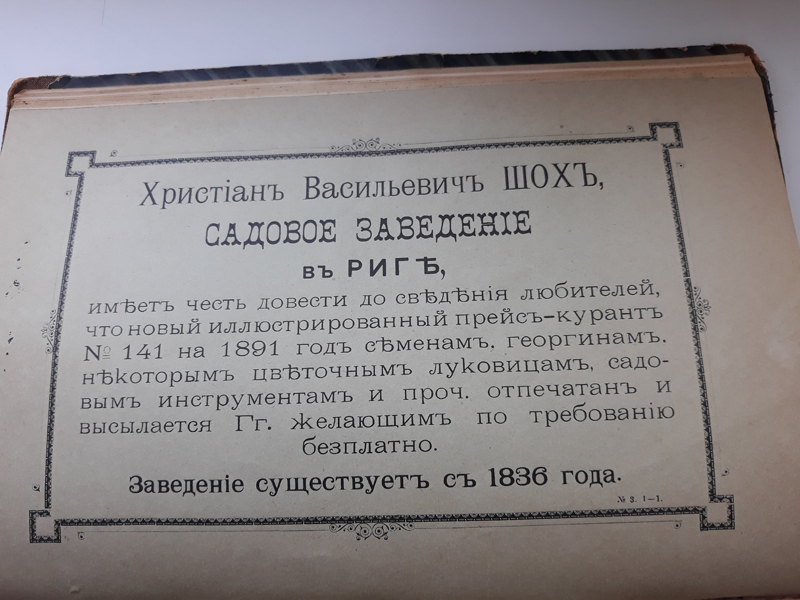 Христіанъ Васильевичъ ШОХЪ,
САДОВОЕ ЗАВЕДЕНІЕ
въ РИГѢ,
имѣетъ честь довести до свѣдѣнія любителей,
что новый иллюстрированный прейсъ-курантъ
№ 141 на 1891 годъ сѣменамъ, георгинамъ.
нѣкоторымъ цвѣточнымъ луковицамъ, садо-
вымъ инструментамъ и проч. отпечатанъ и
высылается Гг. желающимъ по требованію
безплатно.
Заведеніе существуетъ съ 1836 года.
№ 3. 1—1.